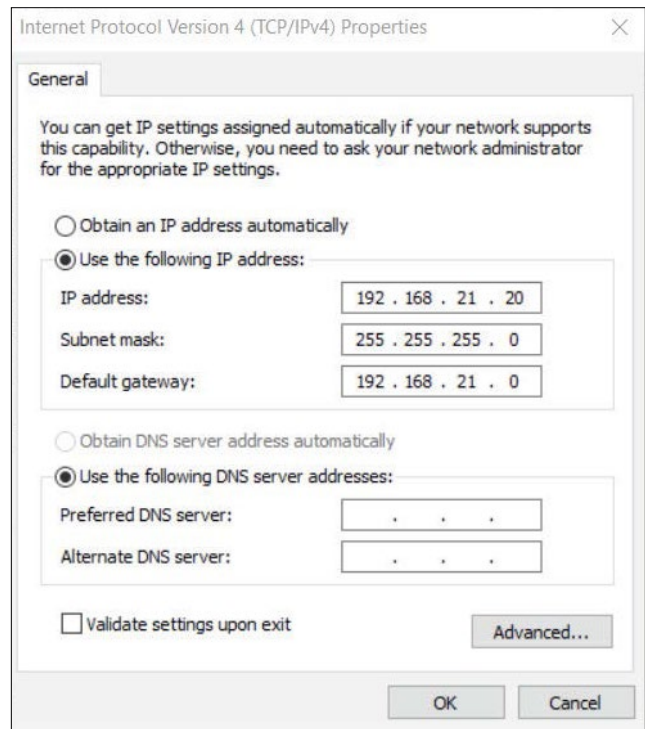 Internet Protocol Version 4 (TCP/IPv4) Properties
General
You can get IP settings assigned automatically if your network supports
this capability. Otherwise, you need to ask your network administrator
for the appropriate IP settings.
Obtain an IP address automatically
Use the following IP address:
IP address: 192 . 168 . 21 . 20
Subnet mask: 255 . 255 . 255 . 0
Default gateway: 192 . 168 . 21 . 0
Obtain DNS server address automatically
Use the following DNS server addresses:
Preferred DNS server: . . .
Alternate DNS server: . . .
Validate settings upon exit
Advanced...
OK Cancel